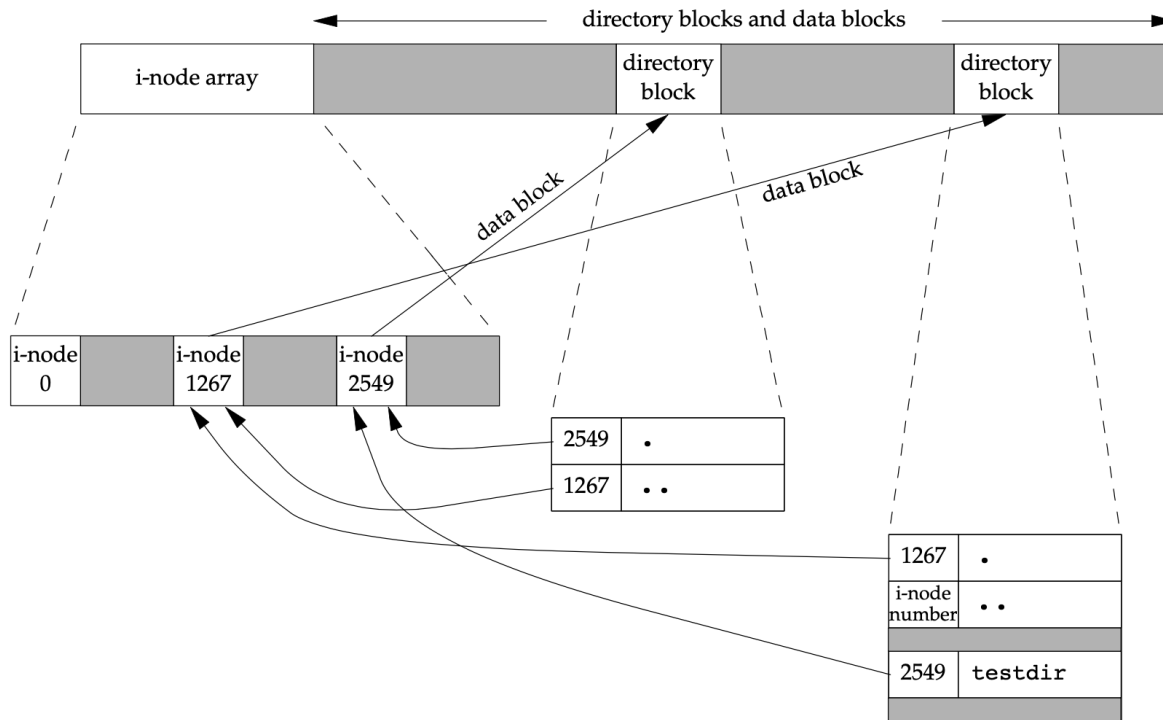 directory blocks and data blocks
i-node array
directory
block
directory
block
data block
data block
i-node
0
i-node
1267
i-node
2549
2549 .
1267 ..
1267 .
i-node
number ..
2549 testdir